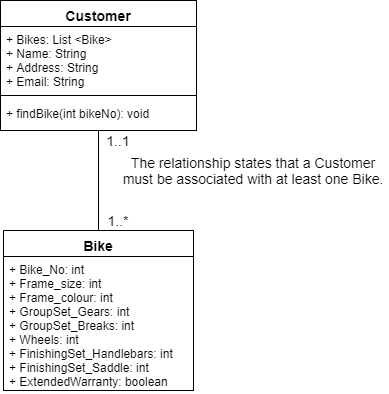 Customer
+ Bikes: List <Bike>
+ Name: String
+ Address: String
+ Email: String
+ findBike(int bikeNo): void
1..1
The relationship states that a Customer
must be associated with at least one Bike.
1..*
Bike
+ Bike_No: int
+ Frame_size: int
+ Frame_colour: int
+ GroupSet_Gears: int
+ GroupSet_Breaks: int
+ Wheels: int
+ FinishingSet_Handlebars: int
+ FinishingSet_Saddle: int
+ ExtendedWarranty: boolean